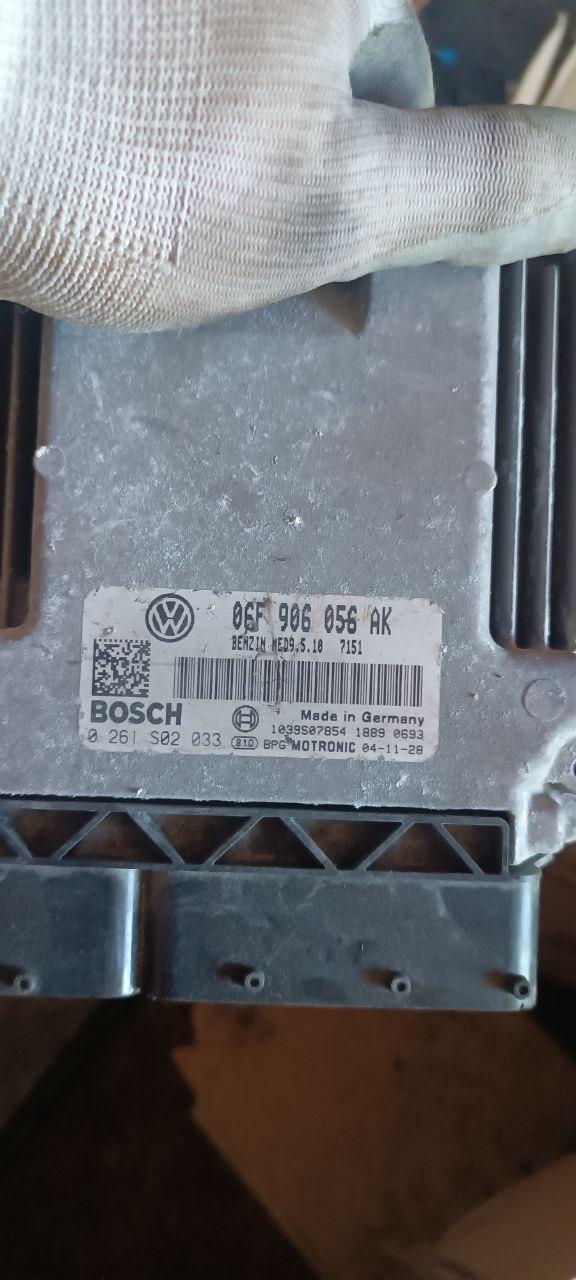 06F 906 056 AK
BENZIN MED9.5.10 7151
BOSCH
Made in Germany
1039S07854 1889 0693
0 261 S02 033 B10 BPG MOTRONIC 04-11-28